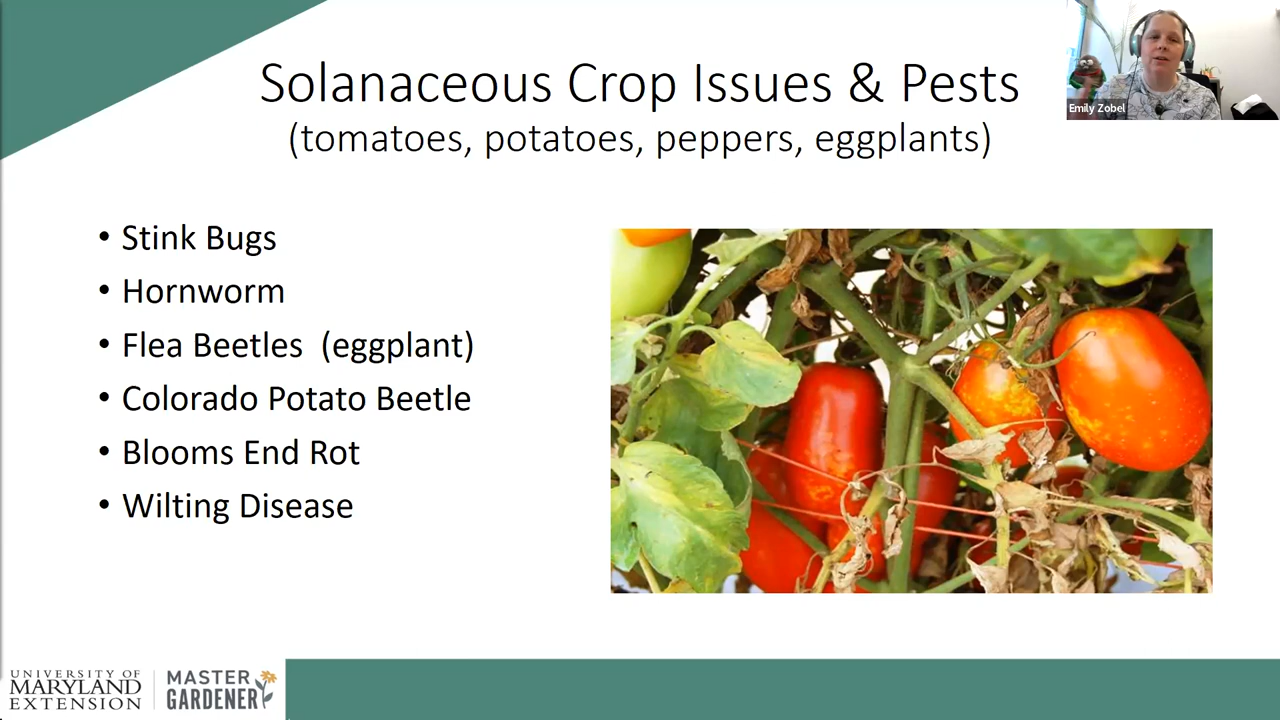 Solanaceous Crop Issues & Pests
(tomatoes, potatoes, peppers, eggplants)
Emily Zobel
• Stink Bugs
• Hornworm
• Flea Beetles (eggplant)
• Colorado Potato Beetle
• Blooms End Rot
• Wilting Disease
UNIVERSITY OF
MARYLAND
EXTENSION
MASTER
GARDENER